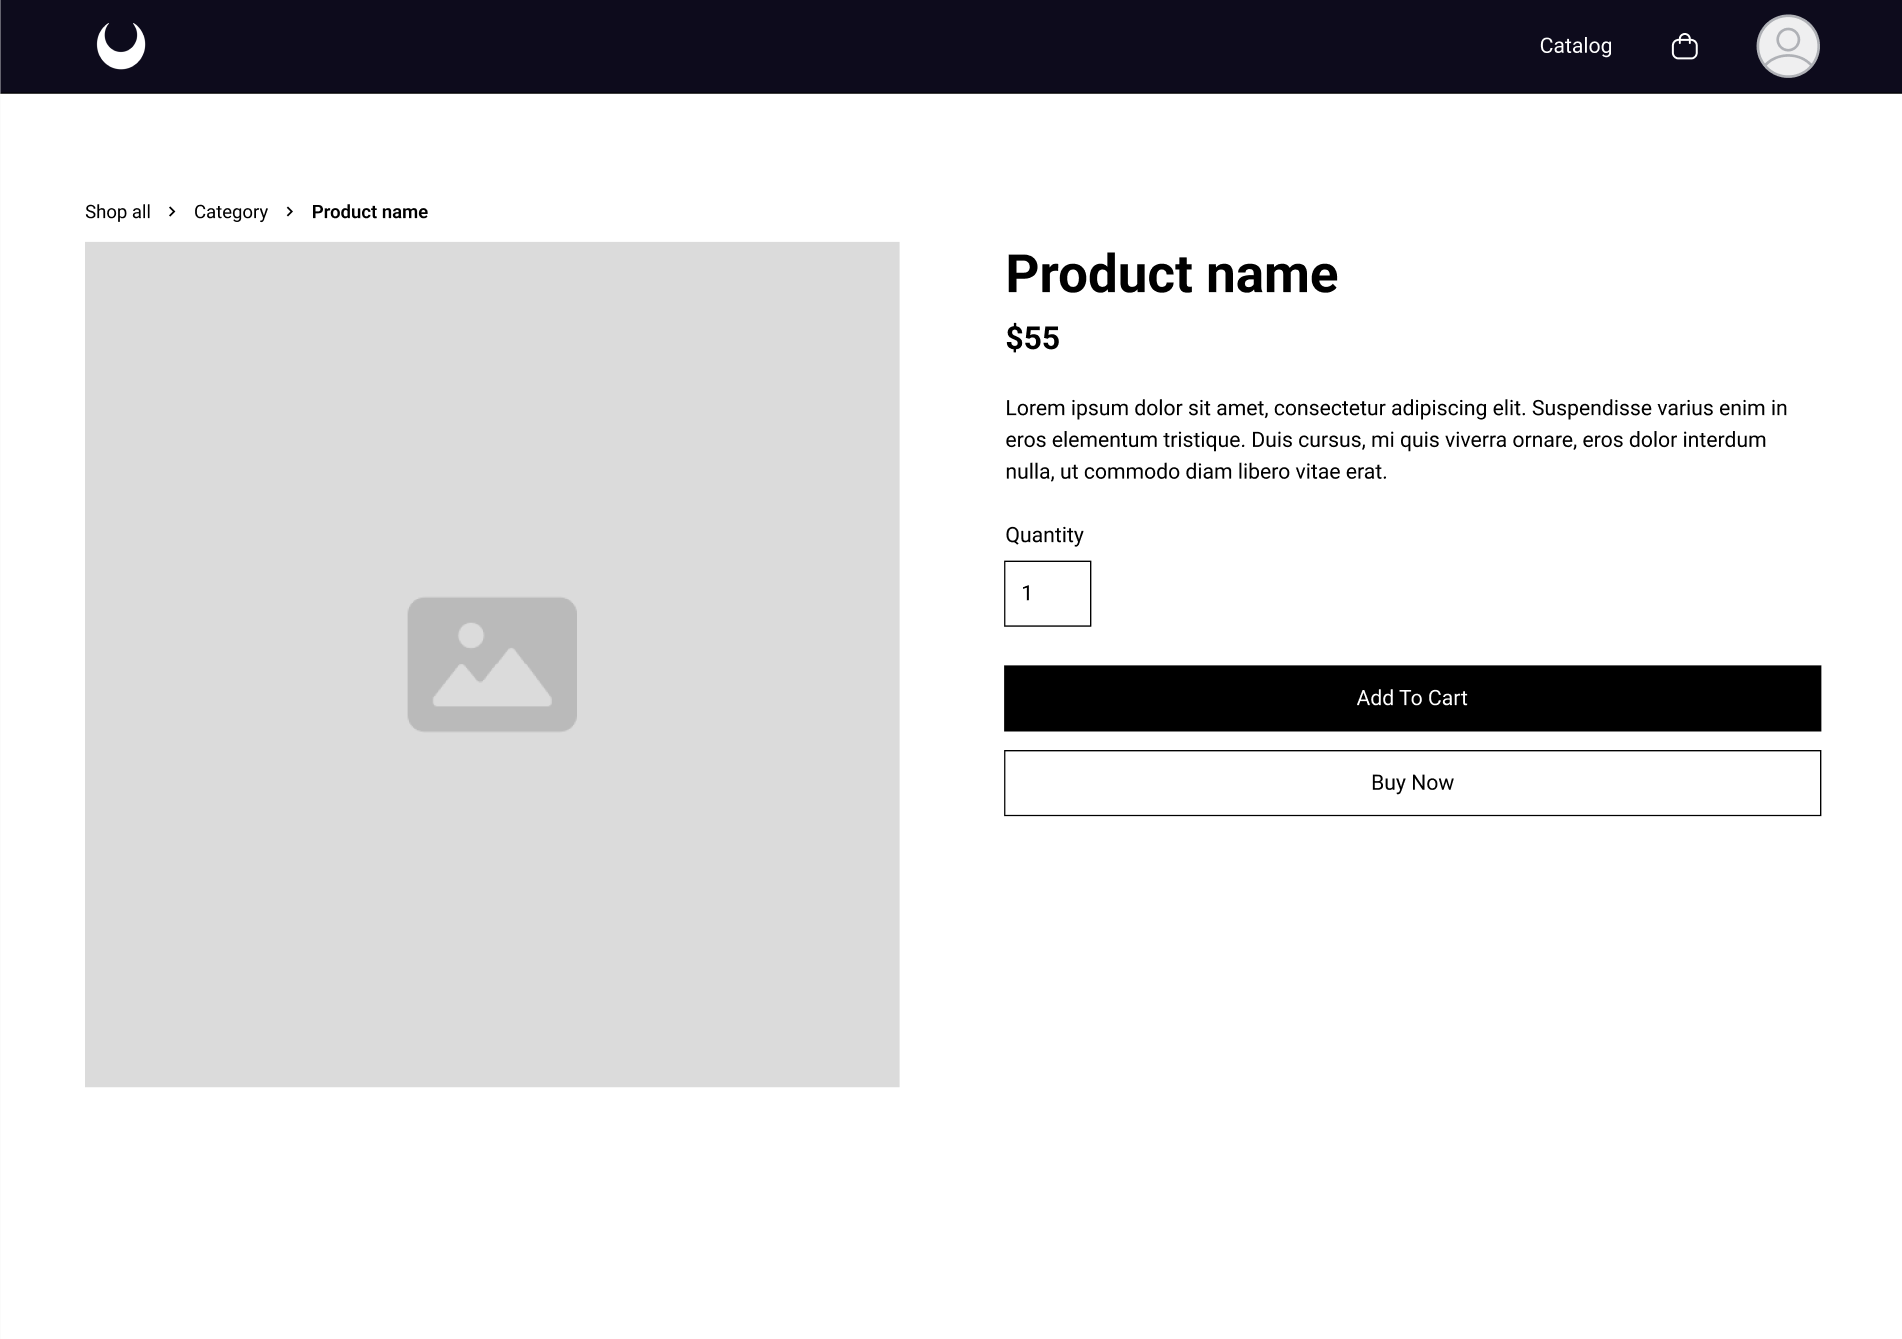 Catalog
Shop all > Category > Product name
Product name
$55
Lorem ipsum dolor sit amet, consectetur adipiscing elit. Suspendisse varius enim in
eros elementum tristique. Duis cursus, mi quis viverra ornare, eros dolor interdum
nulla, ut commodo diam libero vitae erat.
Quantity
1
Add To Cart
Buy Now